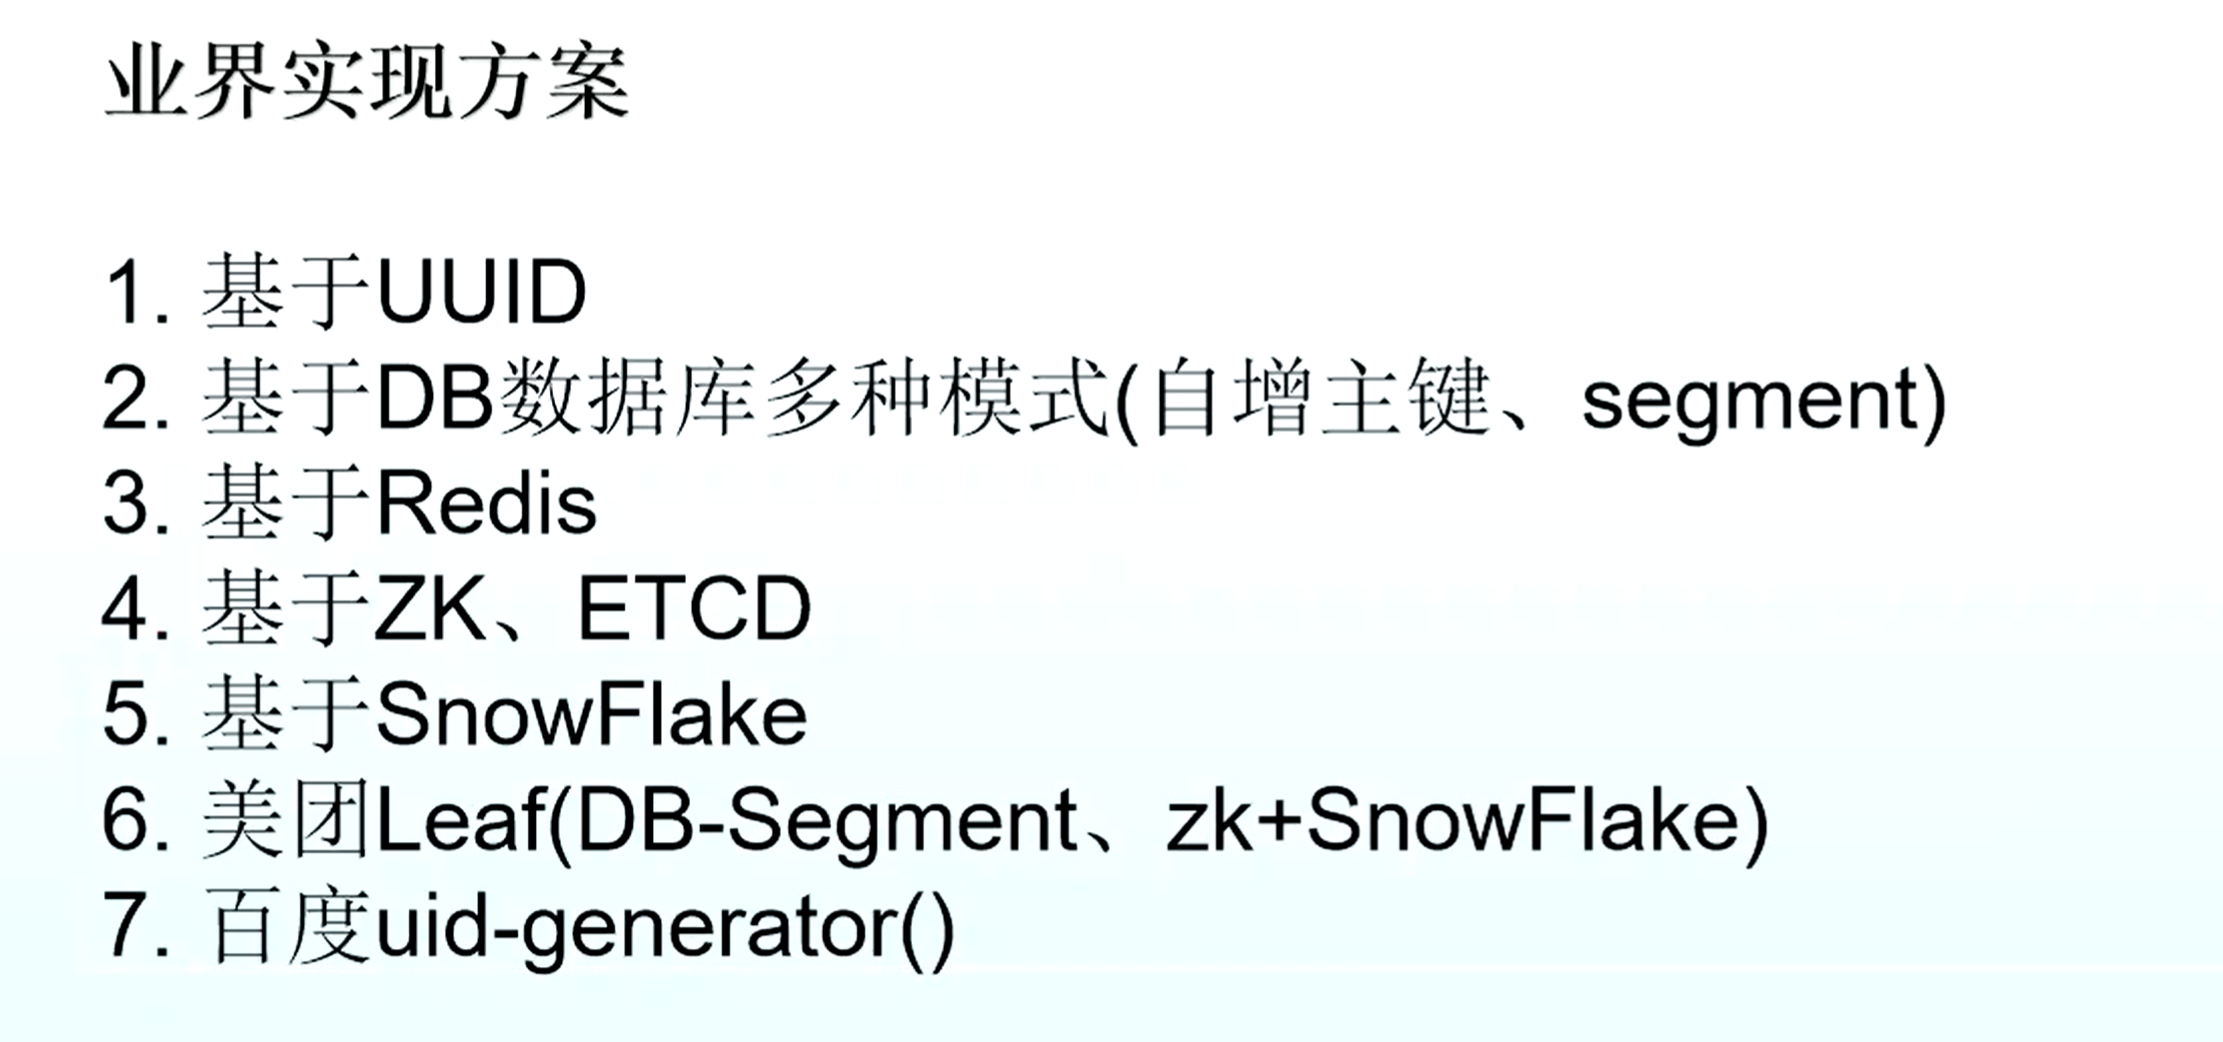 业界实现方案
1. 基于UUID
2. 基于DB数据库多种模式(自增主键、segment)
3. 基于Redis
4. 基于ZK、ETCD
5. 基于SnowFlake
6. 美团Leaf(DB-Segment、zk+SnowFlake)
7. 百度uid-generator()